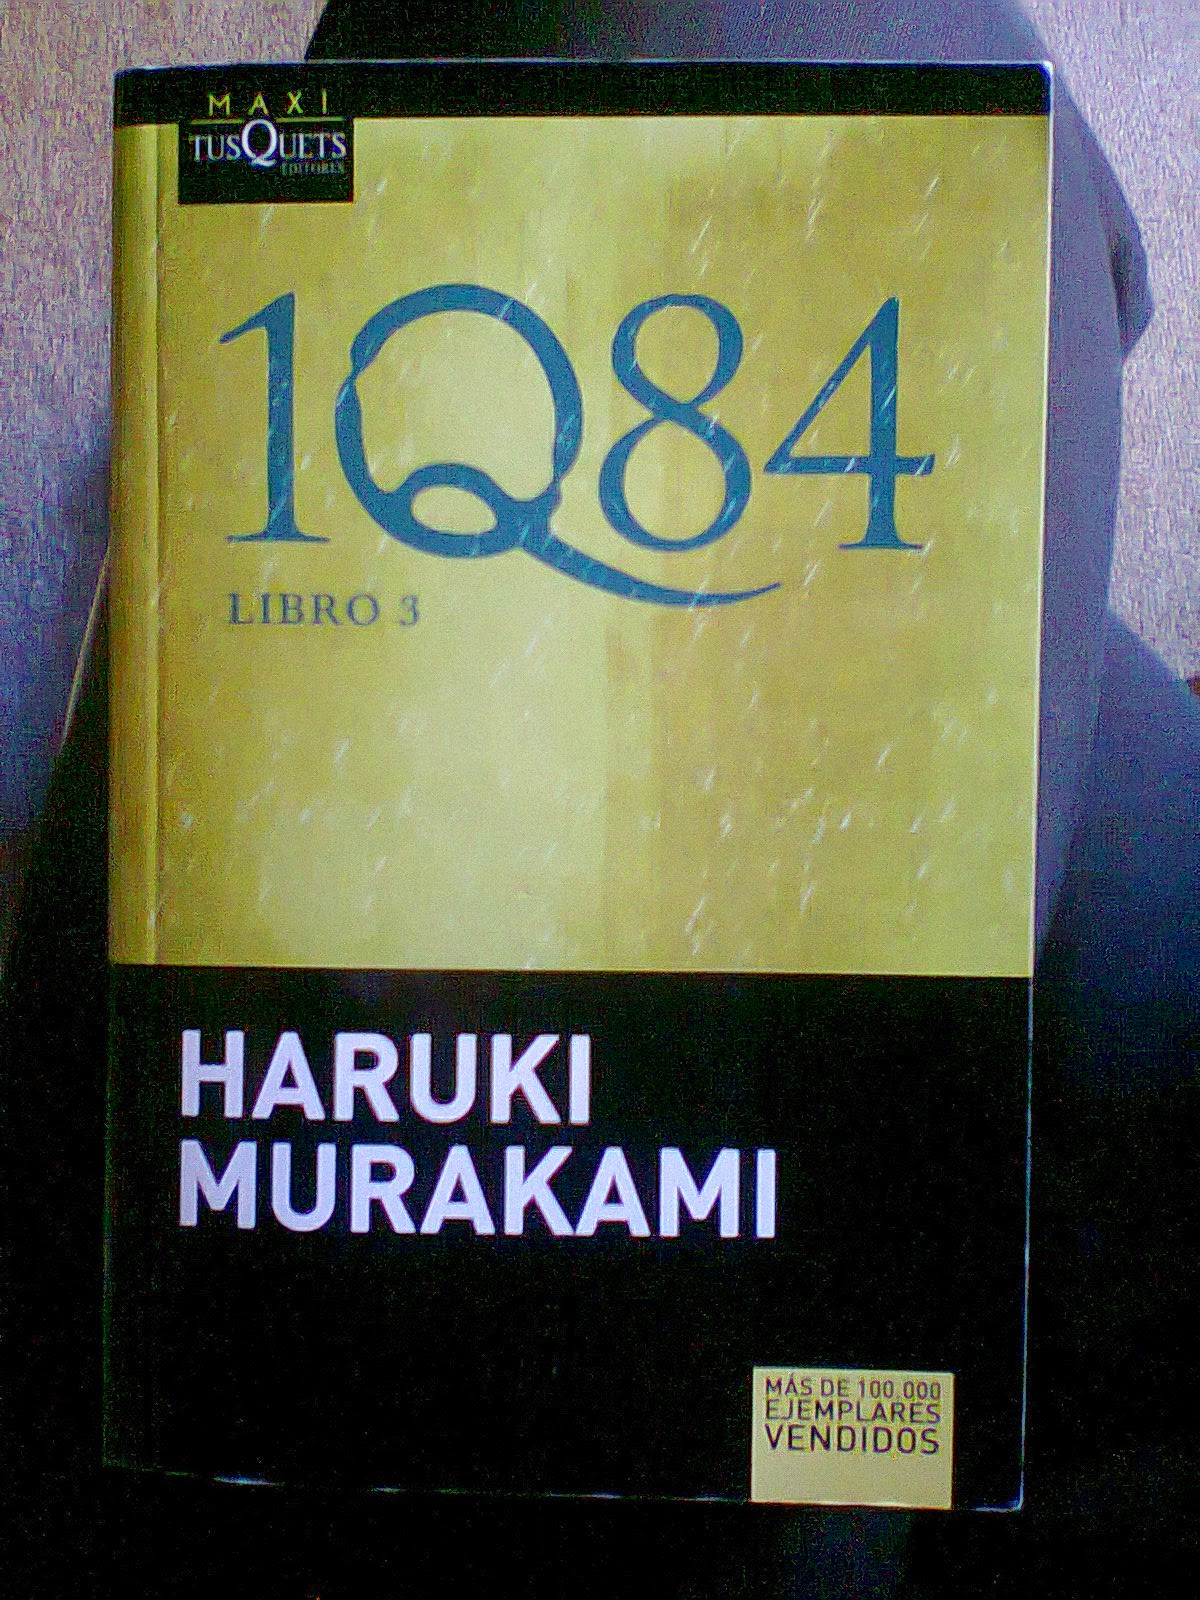 MAXI
TUSQUETS
EDITORES
1Q84
LIBRO 3
HARUKI
MURAKAMI
MÁS DE 100.000
EJEMPLARES
VENDIDOS